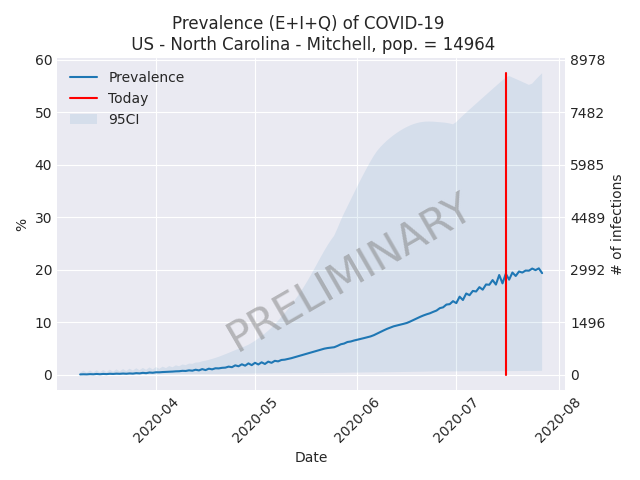 Prevalence (E+I+Q) of COVID-19
US - North Carolina - Mitchell, pop. = 14964
Prevalence
Today
95CI
60
50
40
30
20
10
0
%
8978
7482
5985
4489
2992
1496
0
# of infections
PRELIMINARY
2020-04
2020-05
2020-06
2020-07
2020-08
Date